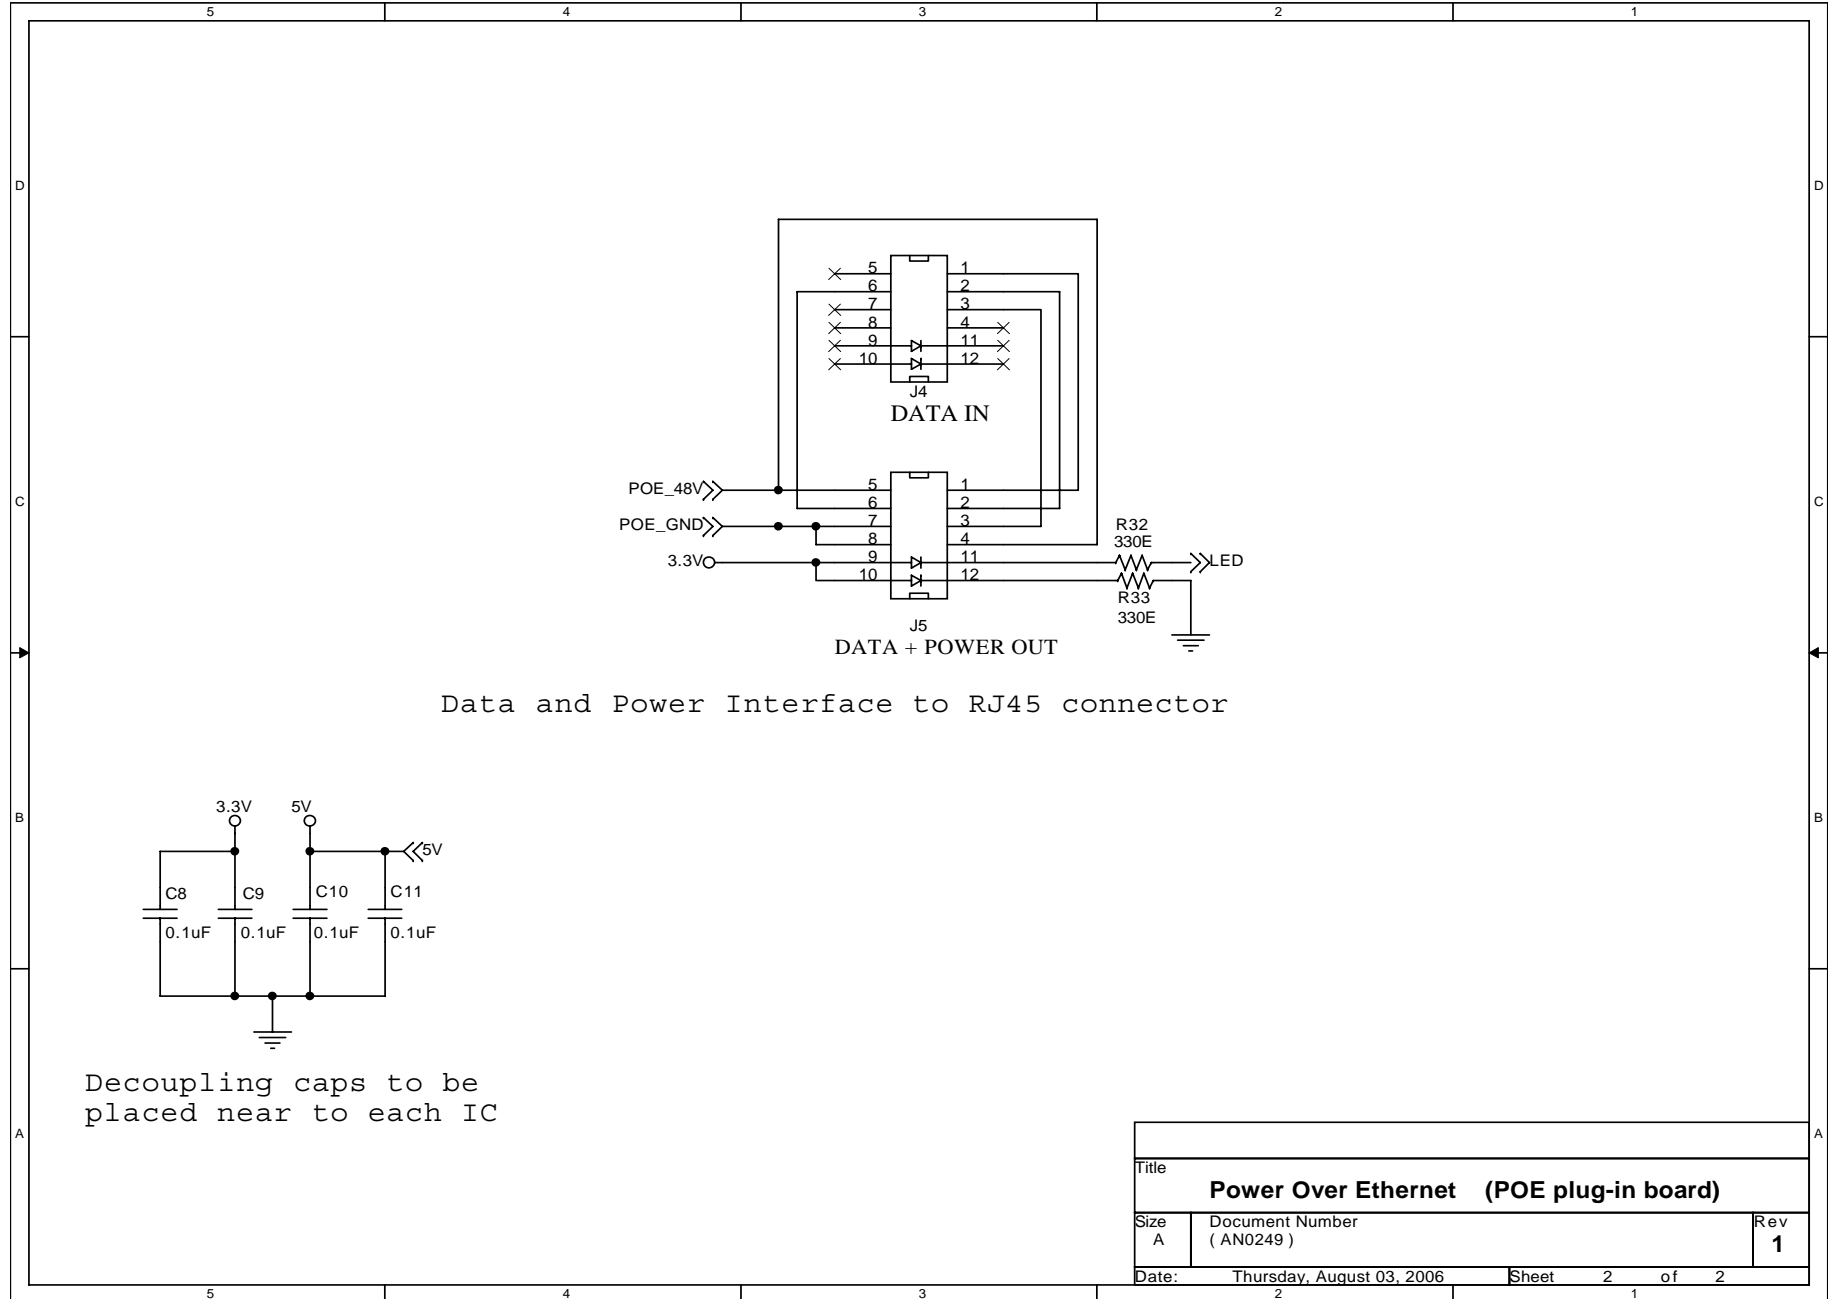 5 4 3 2 1
D D
5 1
6 2
7 3
8 4
9 11
10 12
J4
DATA IN
POE_48V 5 1
6 2
POE_GND 7 3
8 4
3.3V 9 11
10 12
R32
330E
LED
R33
330E
J5
DATA + POWER OUT
C C
Data and Power Interface to RJ45 connector
3.3V 5V
B B
5V
C8 C9 C10 C11
0.1uF 0.1uF 0.1uF 0.1uF
Decoupling caps to be
placed near to each IC
A A
Title
Power Over Ethernet (POE plug-in board)
Size Document Number Rev
A ( AN0249 ) 1
Date: Thursday, August 03, 2006 Sheet 2 of 2
5 4 3 2 1